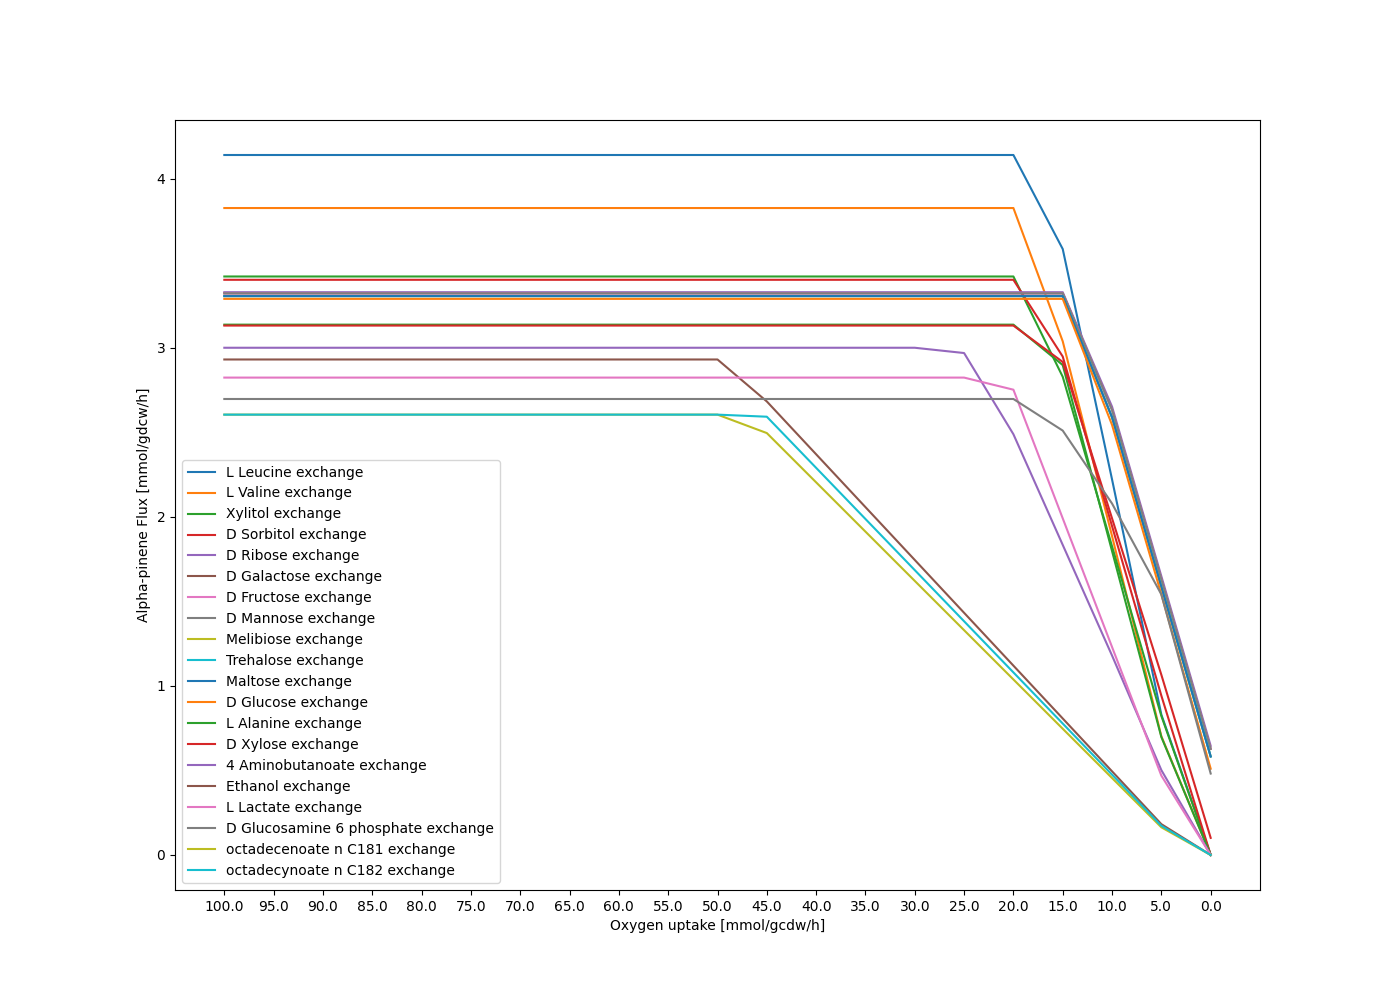 4
3
2
1
0
Alpha-pinene Flux [mmol/gdcw/h]
L Leucine exchange
L Valine exchange
Xylitol exchange
D Sorbitol exchange
D Ribose exchange
D Galactose exchange
D Fructose exchange
D Mannose exchange
Melibiose exchange
Trehalose exchange
Maltose exchange
D Glucose exchange
L Alanine exchange
D Xylose exchange
4 Aminobutanoate exchange
Ethanol exchange
L Lactate exchange
D Glucosamine 6 phosphate exchange
octadecenoate n C181 exchange
octadecynoate n C182 exchange
100.0 95.0 90.0 85.0 80.0 75.0 70.0 65.0 60.0 55.0 50.0 45.0 40.0 35.0 30.0 25.0 20.0 15.0 10.0 5.0 0.0
Oxygen uptake [mmol/gcdw/h]